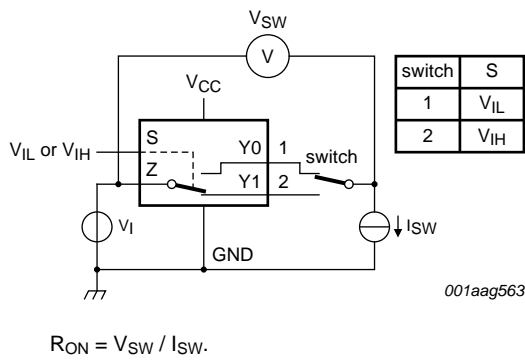 VSW
V
VCC
switch S
1 VIL
2 VIH
S
Y0 1
switch
VIL or VIH
Z
Y1 2
VI
ISW
GND
001aag563
RON = VSW / ISW.